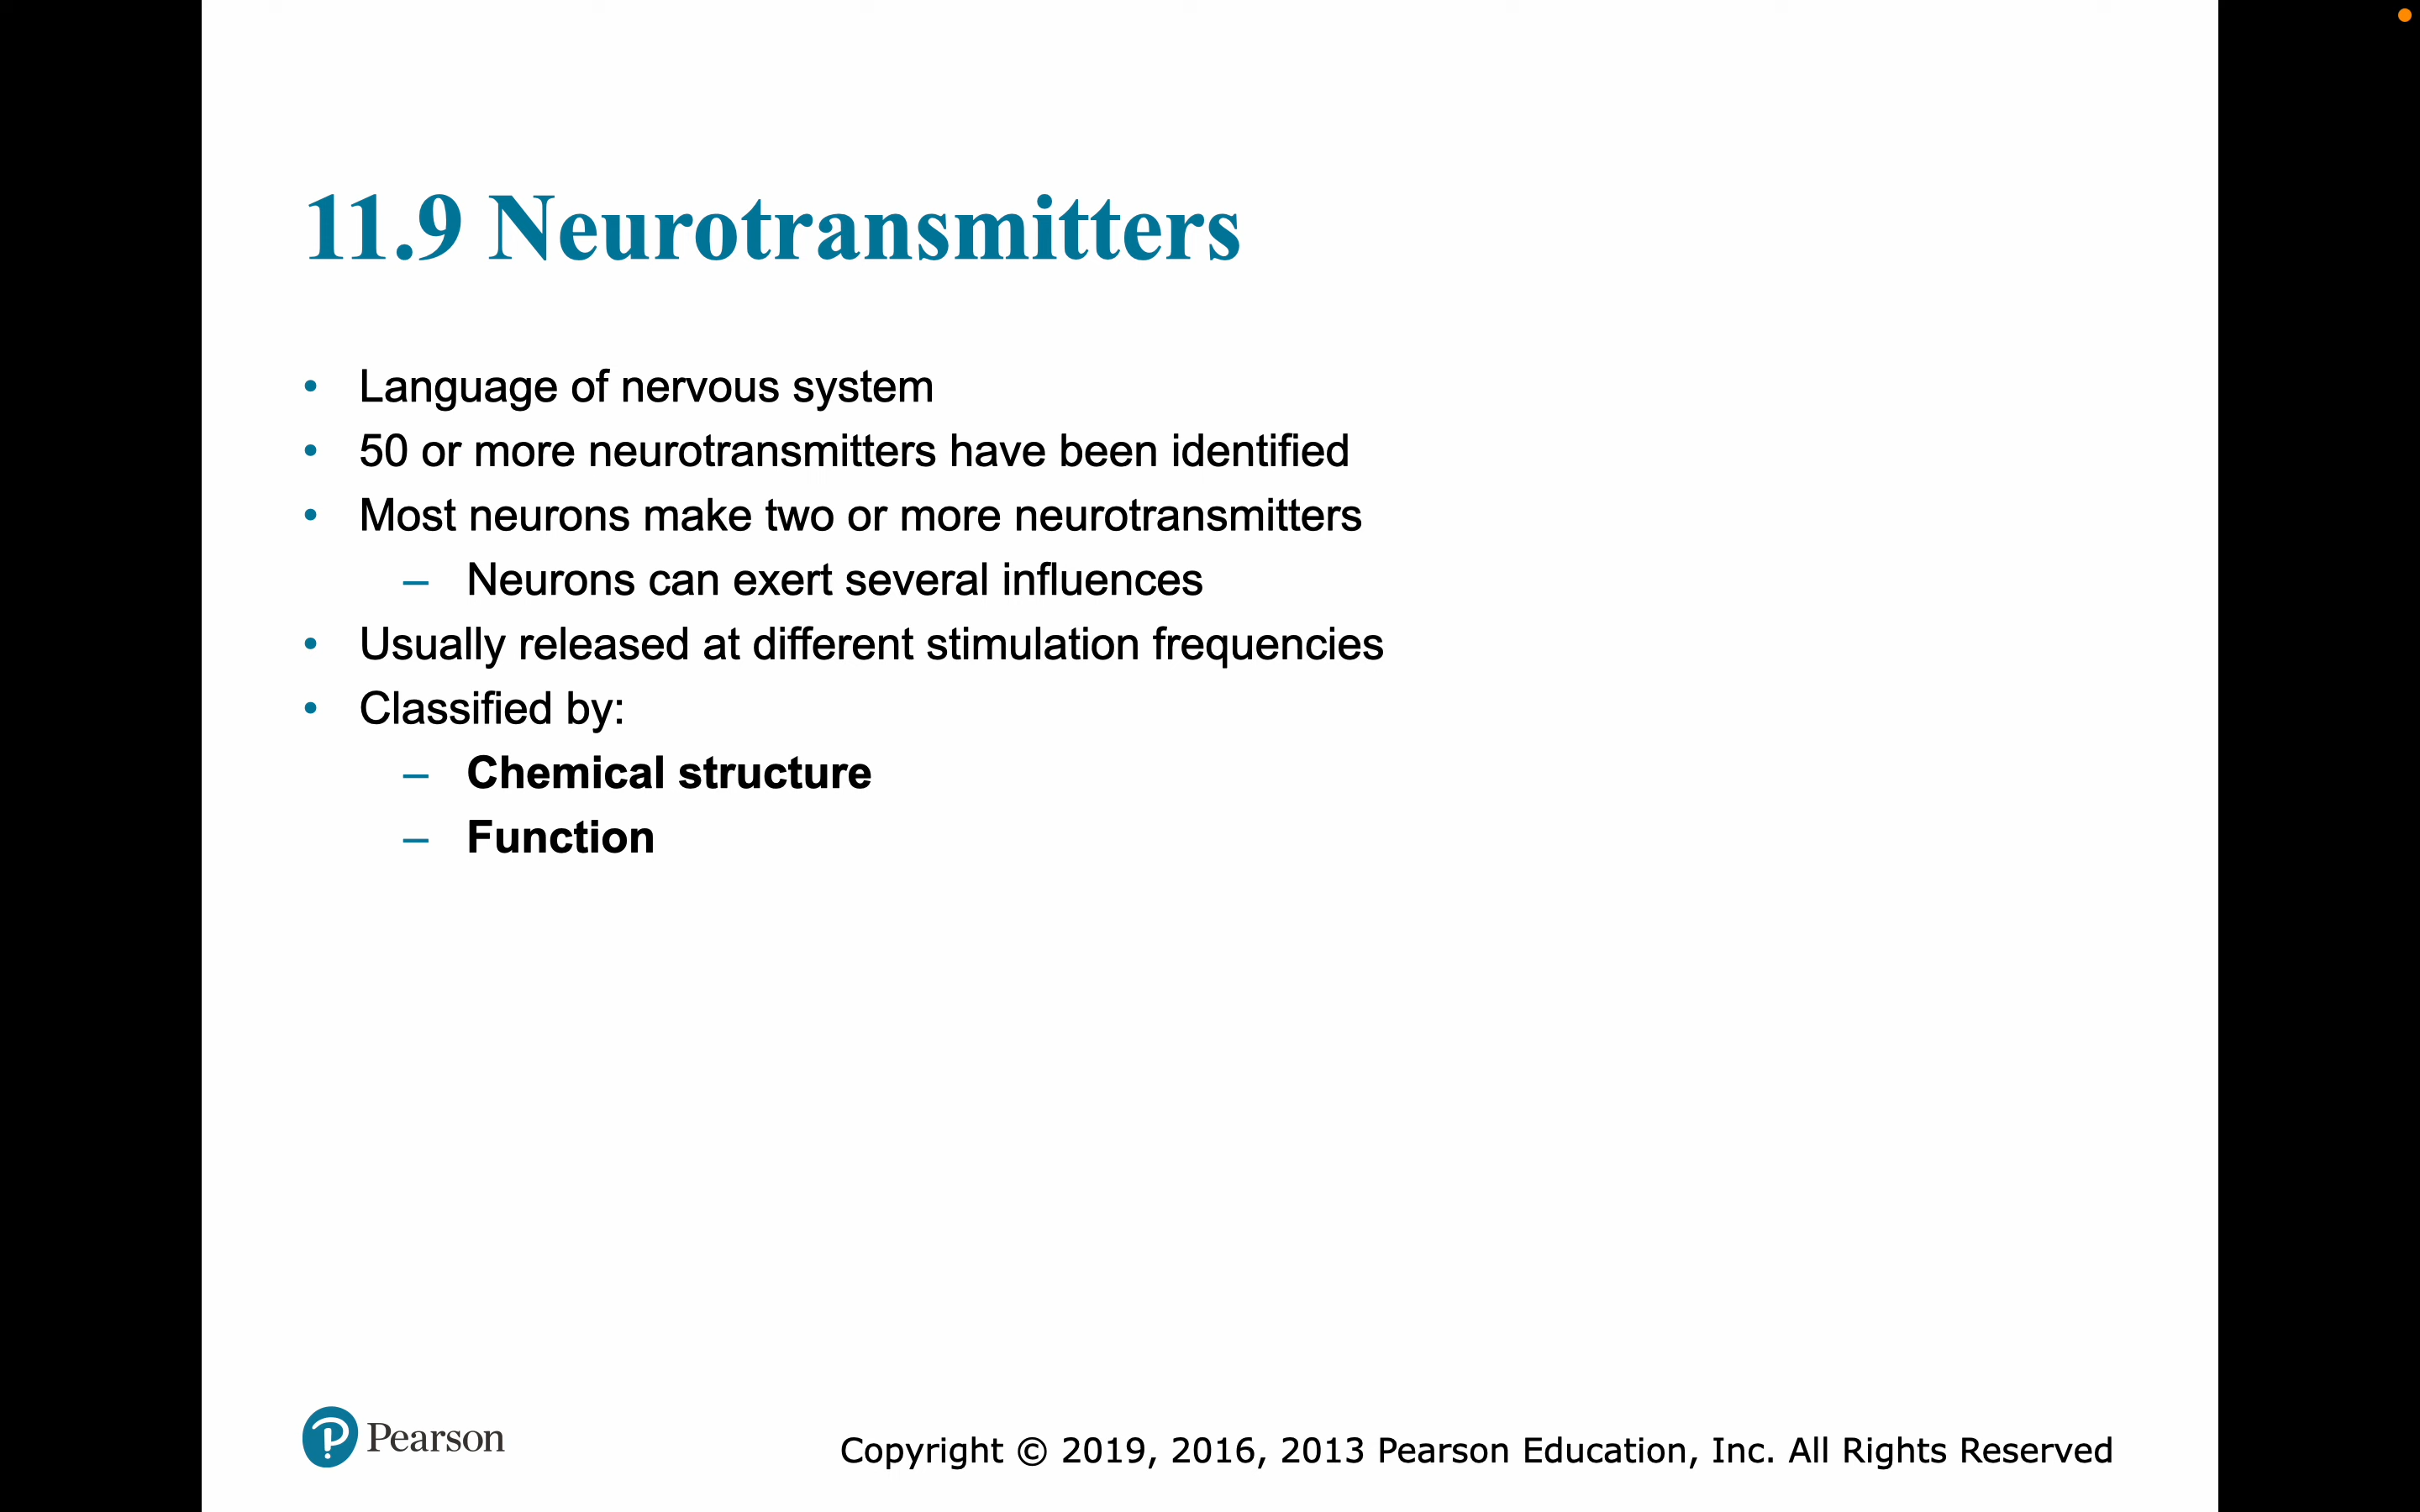 11.9 Neurotransmitters
• Language of nervous system
• 50 or more neurotransmitters have been identified
• Most neurons make two or more neurotransmitters
– Neurons can exert several influences
• Usually released at different stimulation frequencies
• Classified by:
– Chemical structure
– Function
Pearson
Copyright © 2019, 2016, 2013 Pearson Education, Inc. All Rights Reserved